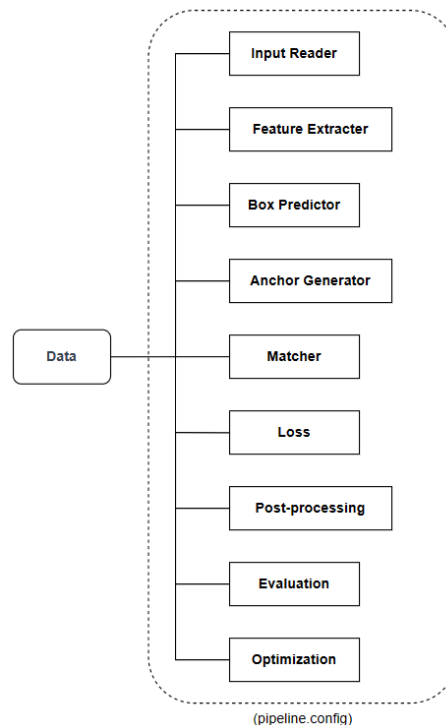 Input Reader
Feature Extracter
Box Predictor
Anchor Generator
Data
Matcher
Loss
Post-processing
Evaluation
Optimization
(pipeline.config)